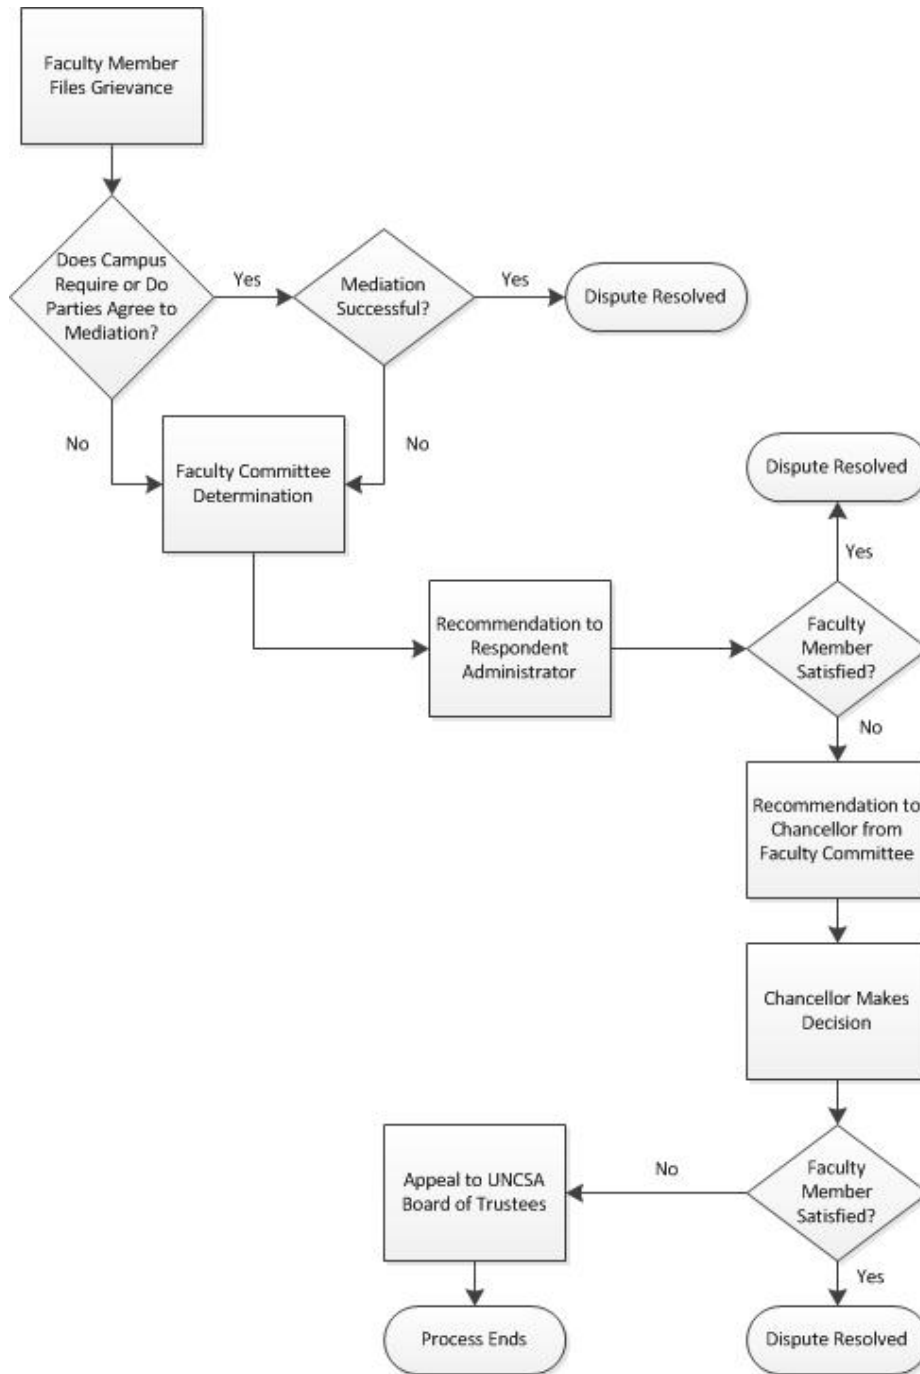 Faculty Member
Files Grievance
Does Campus
Require or Do
Parties Agree to
Mediation?
Yes
Mediation
Successful?
Yes
Dispute Resolved
No
No
Faculty Committee
Determination
Dispute Resolved
Yes
Recommendation to
Respondent
Administrator
Faculty
Member
Satisfied?
No
Recommendation to
Chancellor from
Faculty Committee
Chancellor Makes
Decision
Faculty
Member
Satisfied?
No
Appeal to UNCSA
Board of Trustees
Yes
Process Ends
Dispute Resolved